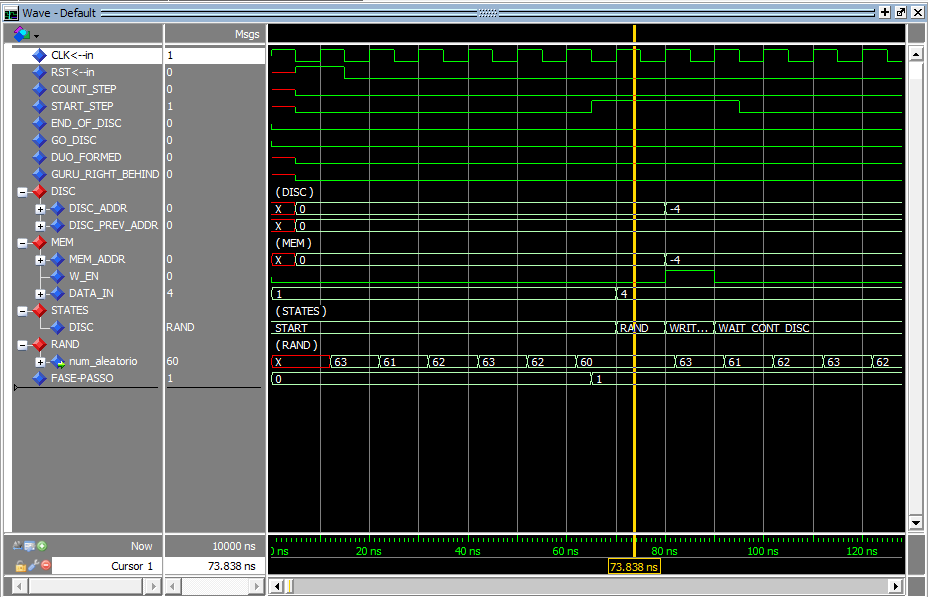 Wave - Default
Msgs
CLK<--in 1
RST<--in 0
COUNT_STEP 0
START_STEP 1
END_OF_DISC 0
GO_DISC 0
DUO_FORMED 0
GURU_RIGHT_BEHIND 0
DISC (DISC)
DISC_ADDR 0 X 0 -4
DISC_PREV_ADDR 0 X 0
MEM (MEM)
MEM_ADDR 0 X 0 -4
W_EN 0
DATA_IN 4 1 4
STATES (STATES)
DISC RAND START RAND WRIT... WAIT_CONT_DISC
RAND (RAND)
num_aleatorio 60 X 63 61 62 63 62 60 63 61 62 63 62
FASE-PASSO 1 0 1
Now 10000 ns 0 ns 20 ns 40 ns 60 ns 80 ns 100 ns 120 ns
Cursor 1 73.838 ns 73.838 ns